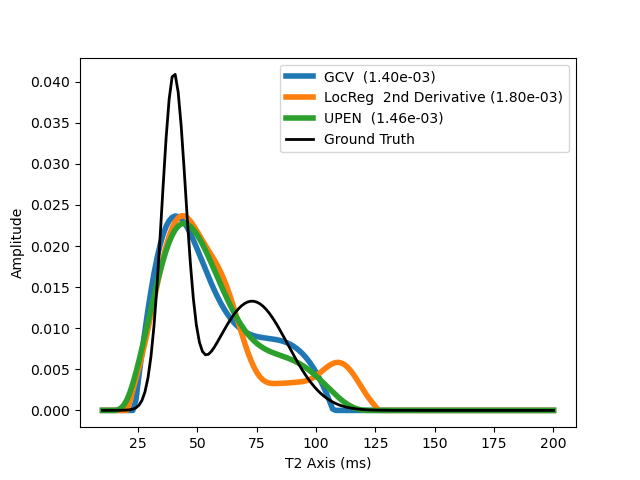 GCV  (1.40e-03)
LocReg  2nd Derivative (1.80e-03)
UPEN  (1.46e-03)
Ground Truth
0.040
0.035
0.030
0.025
0.020
0.015
0.010
0.005
0.000
Amplitude
25 50 75 100 125 150 175 200
T2 Axis (ms)